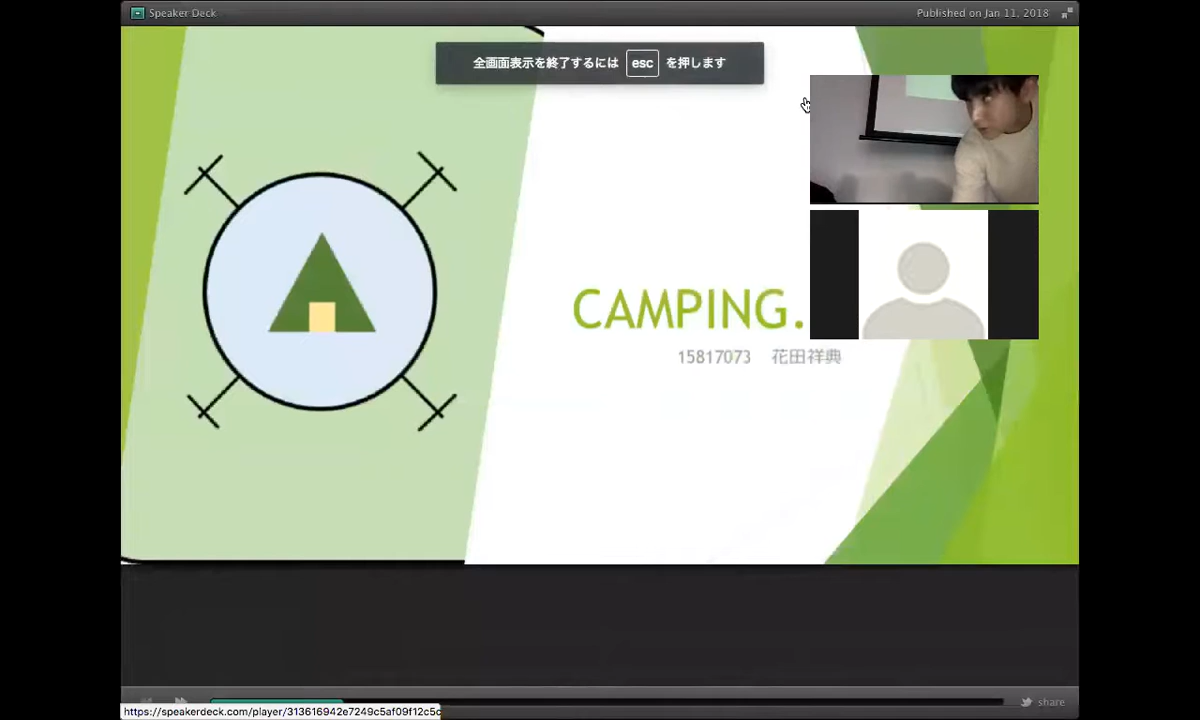 Speaker Deck
Published on Jan 11, 2018
全画面表示を終了するには esc を押します
CAMPING.
15817073 花田祥典
share
https://speakerdeck.com/player/313616942e7249c5af09f12c5c